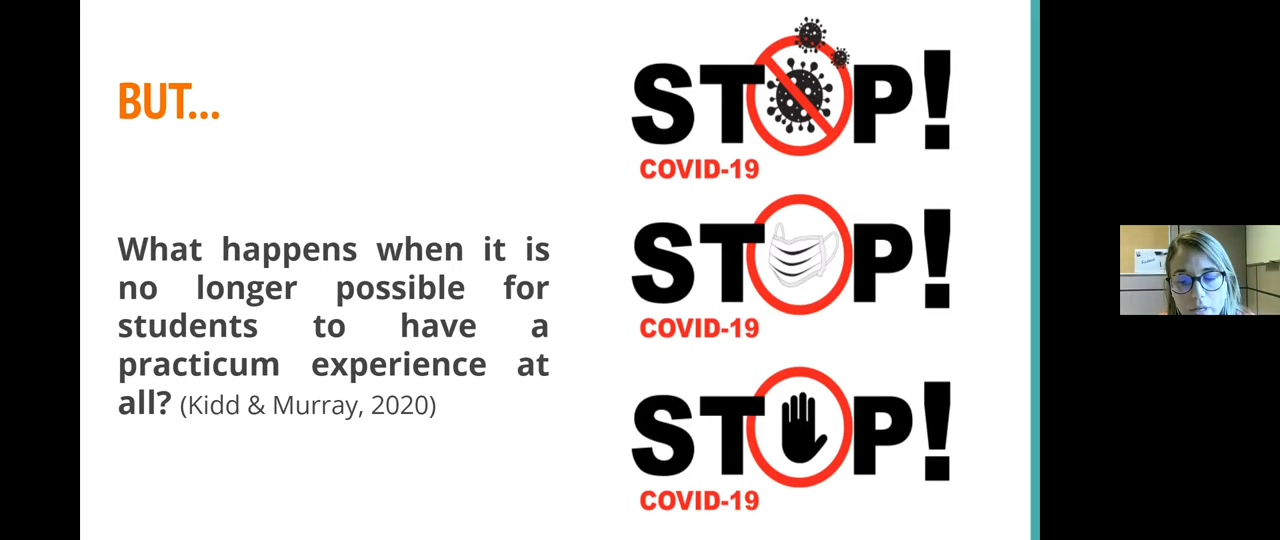 BUT...
What happens when it is
no longer possible for
students to have a
practicum experience at
all? (Kidd & Murray, 2020)
STOP!
COVID-19
STOP!
COVID-19
STOP!
COVID-19